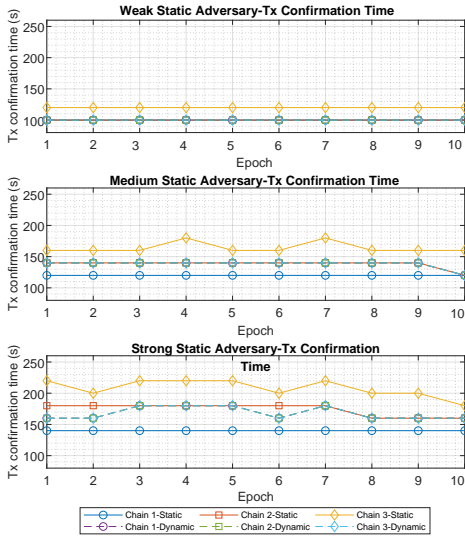 Weak Static Adversary-Tx Confirmation Time
Tx confirmation time (s)
250
200
150
100
1 2 3 4 5 6 7 8 9 10
Epoch
Medium Static Adversary-Tx Confirmation Time
Tx confirmation time (s)
250
200
150
100
1 2 3 4 5 6 7 8 9 10
Epoch
Strong Static Adversary-Tx Confirmation
Time
Tx confirmation time (s)
250
200
150
100
1 2 3 4 5 6 7 8 9 10
Epoch
Chain 1-Static Chain 2-Static Chain 3-Static
Chain 1-Dynamic Chain 2-Dynamic Chain 3-Dynamic